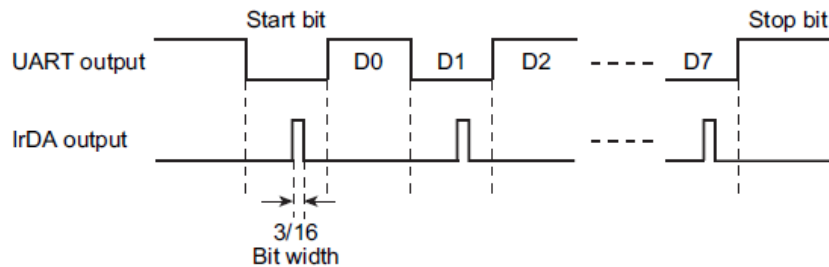 Start bit
Stop bit
UART output
D0
D1
D2
D7
IrDA output
3/16
Bit width